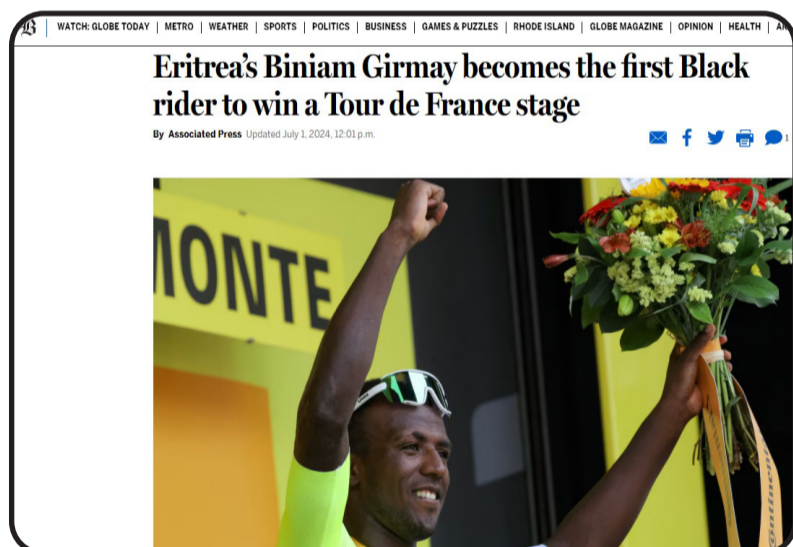 B WATCH: GLOBE TODAY | METRO | WEATHER | SPORTS | POLITICS | BUSINESS | GAMES & PUZZLES | RHODE ISLAND | GLOBE MAGAZINE | OPINION | HEALTH |
Eritrea’s Biniam Girmay becomes the first Black
rider to win a Tour de France stage
By Associated Press Updated July 1, 2024, 12:01 p.m.
1
MONTE
Continental